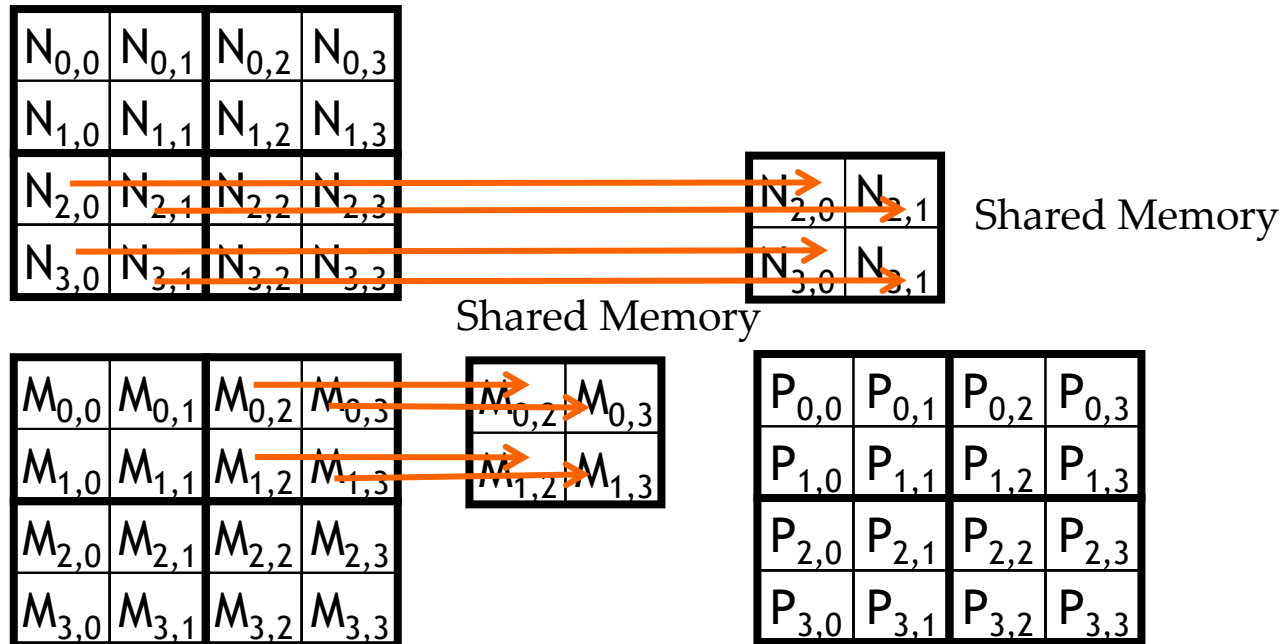 N0,0 N0,1 N0,2 N0,3
N1,0 N1,1 N1,2 N1,3
N2,0 N2,1 N2,2 N2,3
N3,0 N3,1 N3,2 N3,3
N2,0 N2,1
N3,0 N3,1
Shared Memory
Shared Memory
M0,0 M0,1 M0,2 M0,3
M1,0 M1,1 M1,2 M1,3
M2,0 M2,1 M2,2 M2,3
M3,0 M3,1 M3,2 M3,3
M0,2 M0,3
M1,2 M1,3
P0,0 P0,1 P0,2 P0,3
P1,0 P1,1 P1,2 P1,3
P2,0 P2,1 P2,2 P2,3
P3,0 P3,1 P3,2 P3,3